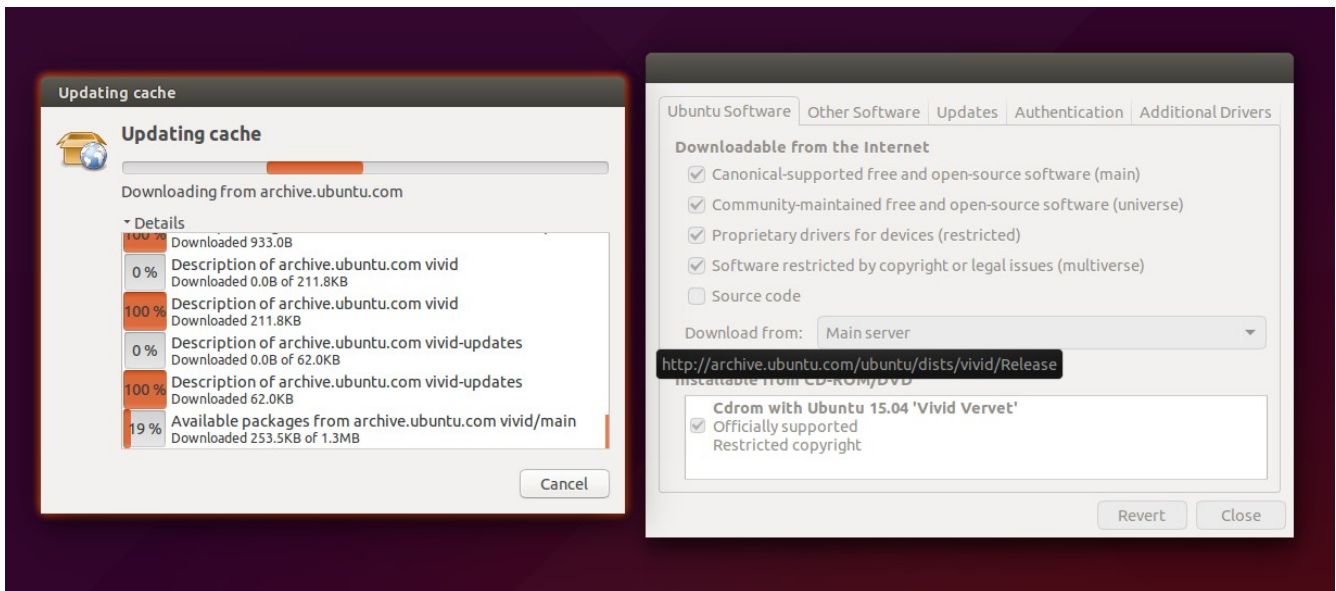 Updating cache
Updating cache
Downloading from archive.ubuntu.com
Details
100 %
Downloaded 933.0B
0 %
Description of archive.ubuntu.com vivid
Downloaded 0.0B of 211.8KB
100 %
Description of archive.ubuntu.com vivid
Downloaded 211.8KB
0 %
Description of archive.ubuntu.com vivid-updates
Downloaded 0.0B of 62.0KB
100 %
Description of archive.ubuntu.com vivid-updates
Downloaded 62.0KB
19 %
Available packages from archive.ubuntu.com vivid/main
Downloaded 253.5KB of 1.3MB
Cancel
Ubuntu Software Other Software Updates Authentication Additional Drivers
Downloadable from the Internet
Canonical-supported free and open-source software (main)
Community-maintained free and open-source software (universe)
Proprietary drivers for devices (restricted)
Software restricted by copyright or legal issues (multiverse)
Source code
Download from: Main server
http://archive.ubuntu.com/ubuntu/dists/vivid/Release
Installable from CD-ROM/DVD
Cdrom with Ubuntu 15.04 'Vivid Vervet'
Officially supported
Restricted copyright
Revert Close